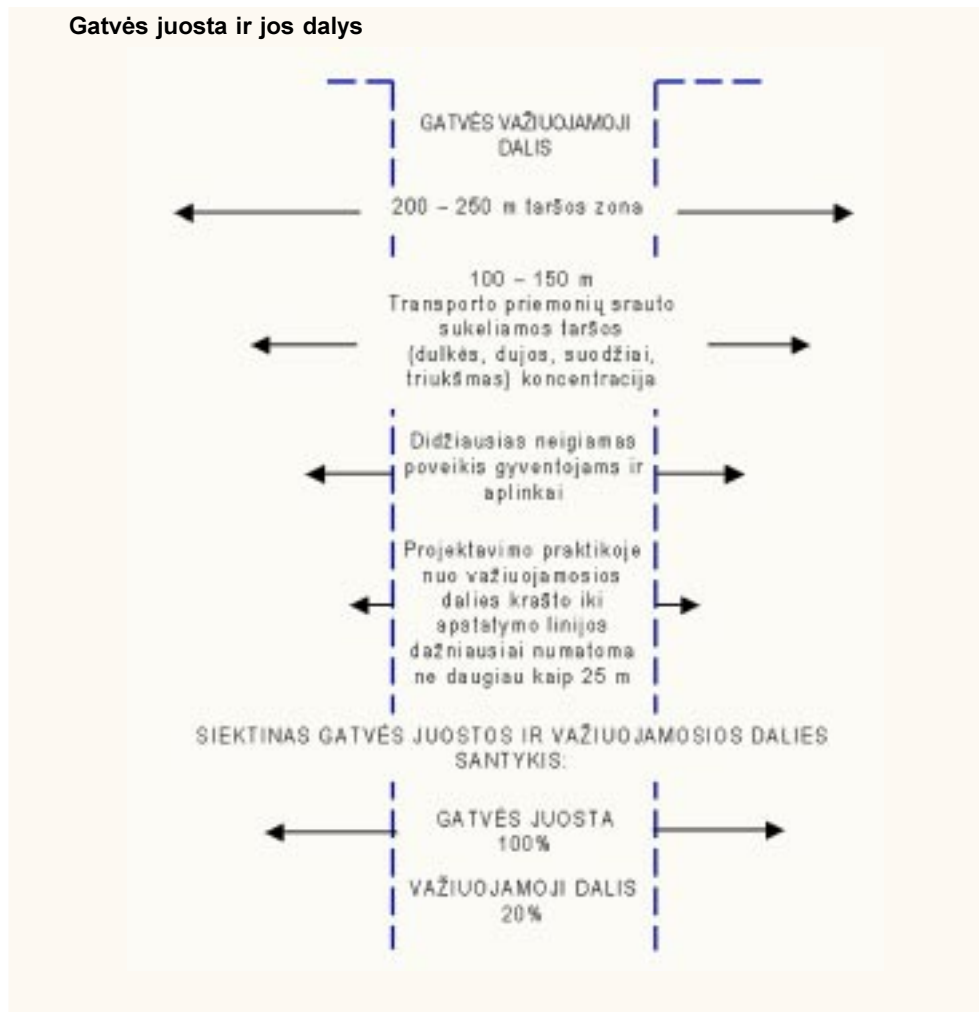 Gatvės juosta ir jos dalys
GATVĖS VAŽIUOJAMOJI
DALIS
200 – 250 m taršos zona
100 – 150 m
Transporto priemonių srauto
sukeliamos taršos
(dulkės, dujos, suodžiai,
triukšmas) koncentracija
Didžiausias neigiamas
poveikis gyventojams ir
aplinkai
Projektavimo praktikoje
nuo važiuojamosios
dalies krašto iki
apstatymo linijos
dažniausiai numatoma
ne daugiau kaip 25 m
SIEKTINAS GATVĖS JUOSTOS IR VAŽIUOJAMOSIOS DALIES
SANTYKIS:
GATVĖS JUOSTA
100%
VAŽIUOJAMOJI DALIS
20%